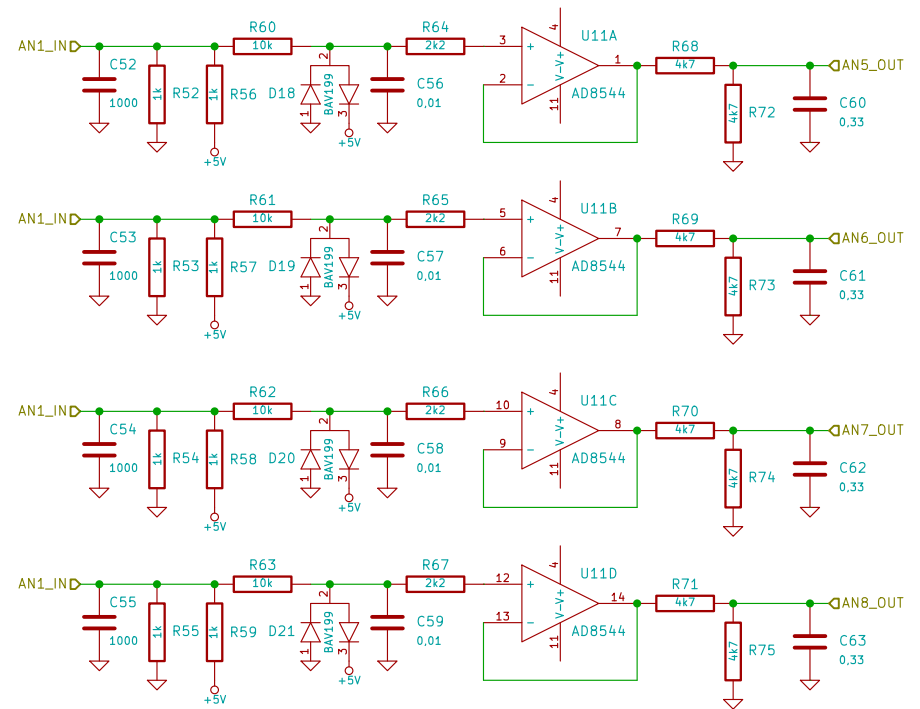 R60 R64 U11A
AN1_IN 10k 2k2 3 + 4 1 R68
C52 2 V+ 4k7 AN5_OUT
1000 1k R52 1k R56 D18 BAV199 C56 0,01 2 - V- AD8544 4k7 R72 C60 0,33
1 3 11
+5V +5V
R61 R65 U11B
AN1_IN 10k 2k2 5 + 4 7 R69
C53 2 V+ 4k7 AN6_OUT
1000 1k R53 1k R57 D19 BAV199 C57 0,01 6 - V- AD8544 4k7 R73 C61 0,33
1 3 11
+5V +5V
R62 R66 U11C
AN1_IN 10k 2k2 10 + 4 8 R70
C54 2 V+ 4k7 AN7_OUT
1000 1k R54 1k R58 D20 BAV199 C58 0,01 9 - V- AD8544 4k7 R74 C62 0,33
1 3 11
+5V +5V
R63 R67 U11D
AN1_IN 10k 2k2 12 + 4 14 R71
C55 2 V+ 4k7 AN8_OUT
1000 1k R55 1k R59 D21 BAV199 C59 0,01 13 - V- AD8544 4k7 R75 C63 0,33
1 3 11
+5V +5V